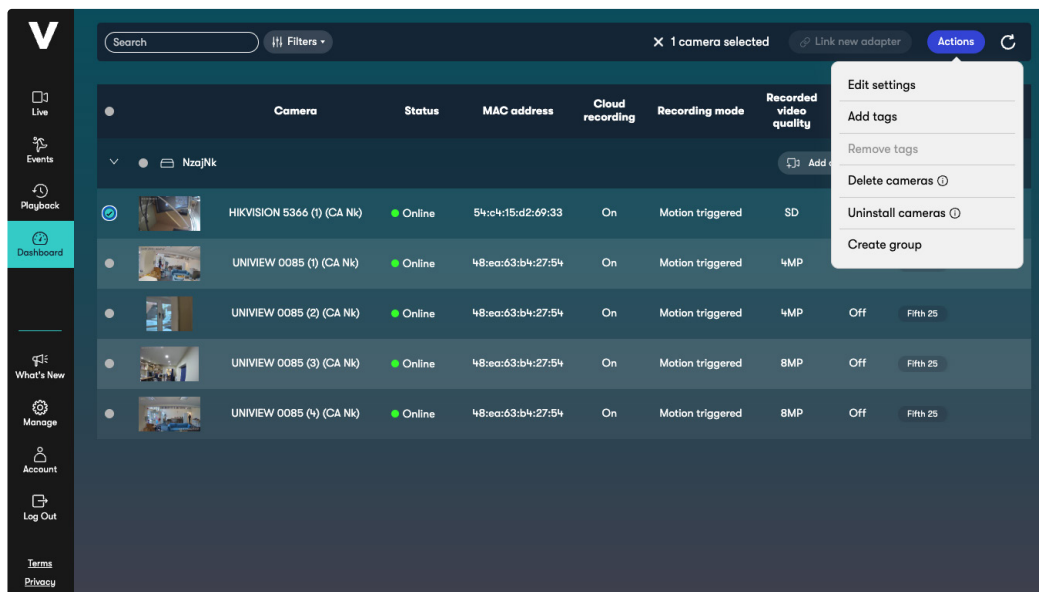 V
Live
Events
Playback
Dashboard
What's New
Manage
Account
Log Out
Terms
Privacy
Search
Filters
1 camera selected
Link new adapter
Actions
Edit settings
Add tags
Remove tags
Delete cameras
Uninstall cameras
Create group
Camera Status MAC address Cloud recording Recording mode Recorded video quality
NzajNk
Add
HIKVISION 5366 (1) (CA Nk) Online 54:c4:15:d2:69:33 On Motion triggered SD
UNIVIEW 0085 (1) (CA Nk) Online 48:ea:63:b4:27:54 On Motion triggered 4MP
UNIVIEW 0085 (2) (CA Nk) Online 48:ea:63:b4:27:54 On Motion triggered 4MP Off Fifth 25
UNIVIEW 0085 (3) (CA Nk) Online 48:ea:63:b4:27:54 On Motion triggered 8MP Off Fifth 25
UNIVIEW 0085 (4) (CA Nk) Online 48:ea:63:b4:27:54 On Motion triggered 8MP Off Fifth 25